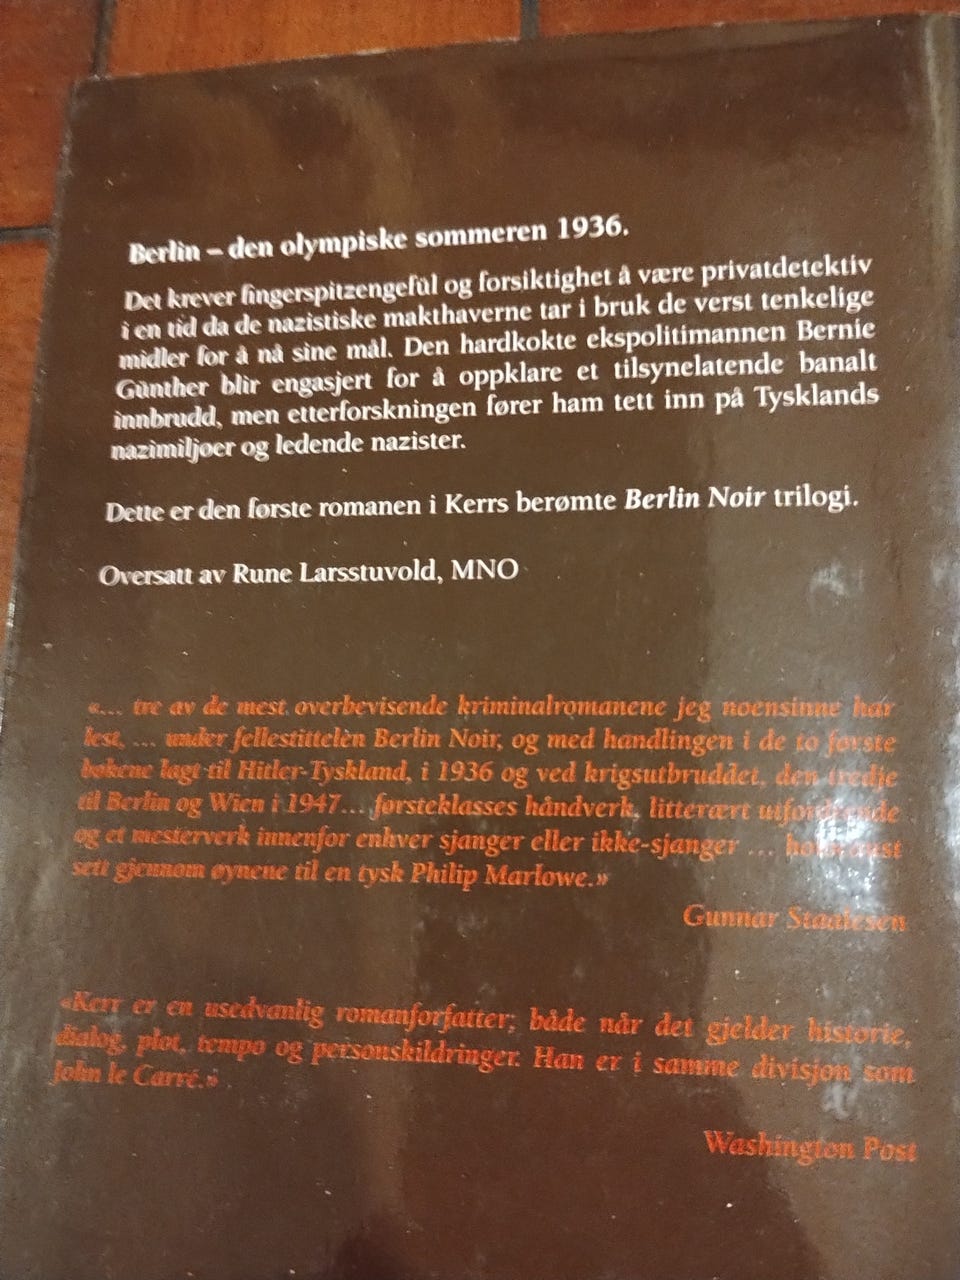 Berlin – den olympiske sommeren 1936.
Det krever fingerspitzengefül og forsiktighet å være privatdetektiv
i en tid da de nazistiske makthaverne tar i bruk de verst tenkelige
midler for å nå sine mål. Den hardkokte ekspolitimannen Bernie
Günther blir engasjert for å oppklare et tilsynelatende banalt
innbrudd, men etterforskningen fører ham tett inn på Tysklands
nazimiljøer og ledende nazister.
Dette er den første romanen i Kerrs berømte Berlin Noir trilogi.
Oversatt av Rune Larsstuvold, MNO
«... tre av de mest overbevisende kriminalromanene jeg noensinne har
lest, ... under fellestittelen Berlin Noir, og med handlingen i de to første
bøkene lagt til Hitler-Tyskland, i 1936 og ved krigsutbruddet, den tredje
til Berlin og Wien i 1947... førsteklasses håndverk, litterært utfordrende
og et mesterverk innenfor enhver sjanger eller ikke-sjanger ...
sett gjennom øynene til en tysk Philip Marlowe.»
Gunnar Staalesen
«Kerr er en usedvanlig romanforfatter; både når det gjelder historie,
dialog, plot, tempo og personskildringer. Han er i samme divisjon som
John le Carré.»
Washington Post